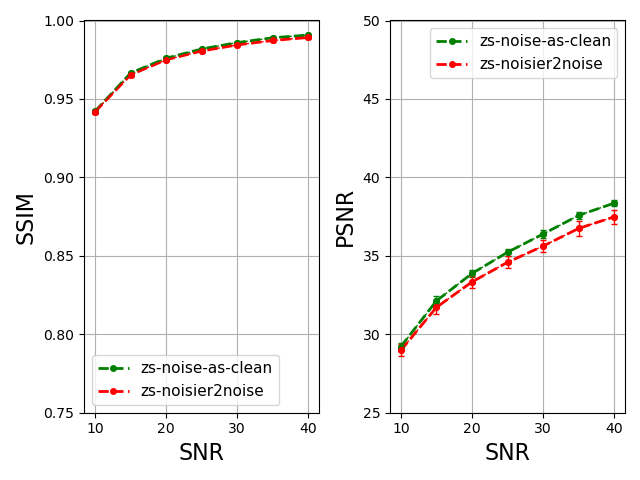 1.00
0.95
0.90
0.85
0.80
0.75
SSIM
zs-noise-as-clean
zs-noisier2noise
10 20 30 40
SNR
50
45
40
35
30
25
PSNR
zs-noise-as-clean
zs-noisier2noise
10 20 30 40
SNR